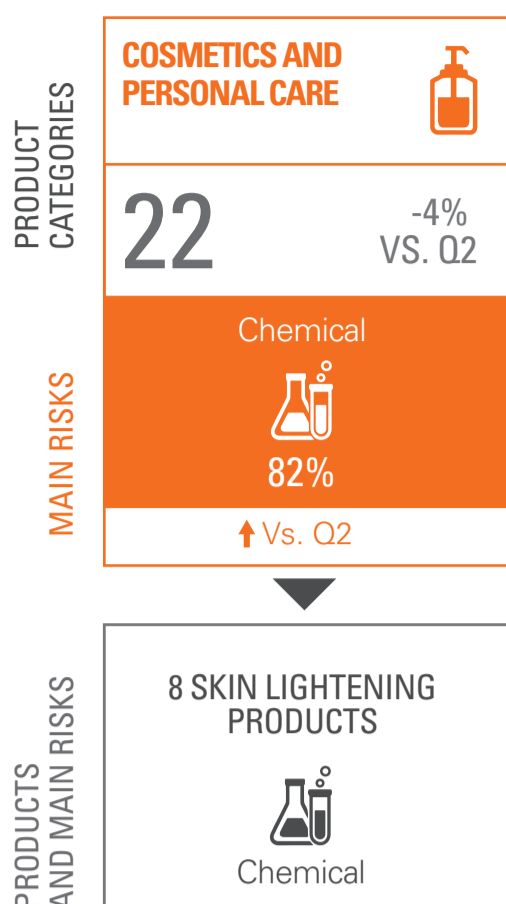 PRODUCT
CATEGORIES
COSMETICS AND
PERSONAL CARE
22
-4%
VS. Q2
MAIN RISKS
Chemical
82%
Vs. Q2
PRODUCTS
AND MAIN RISKS
8 SKIN LIGHTENING
PRODUCTS
Chemical